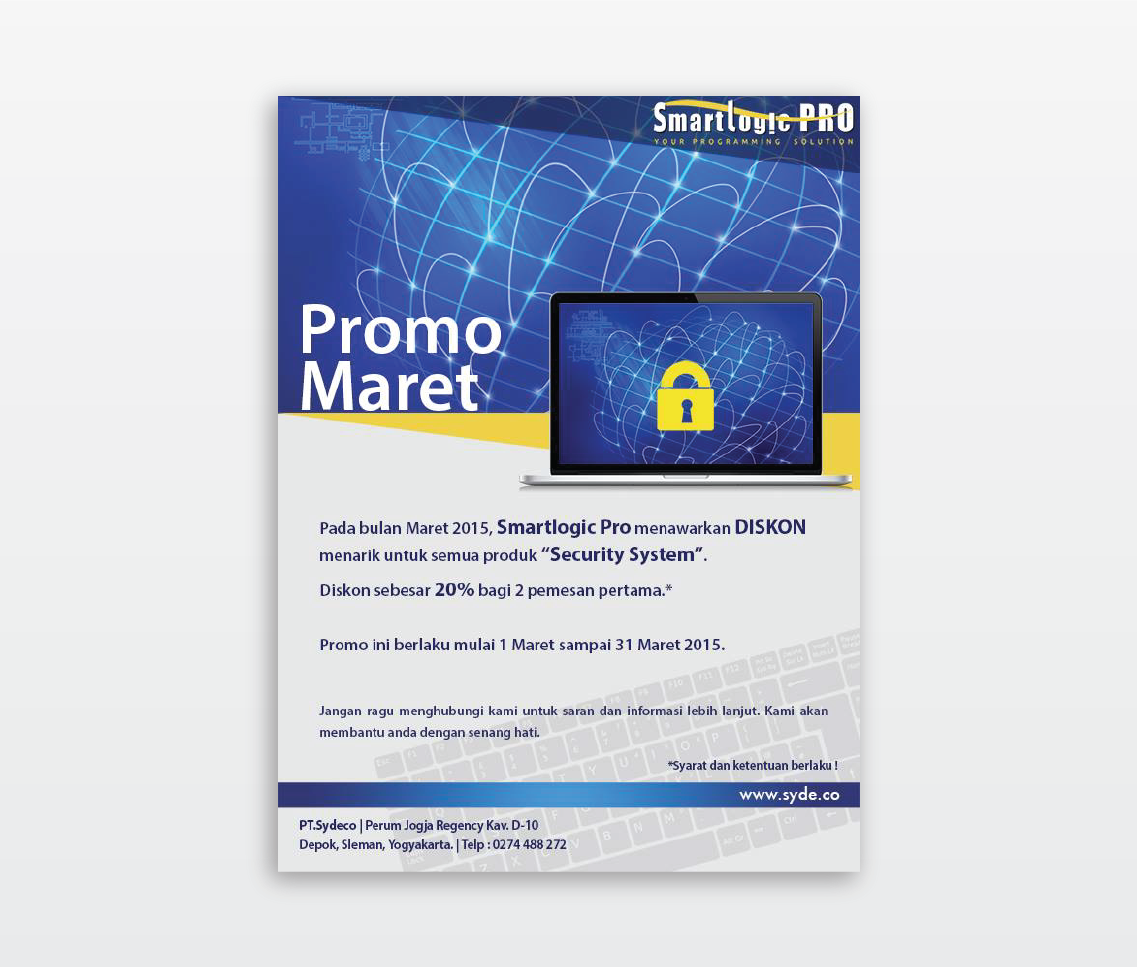 SmartLogic PRO
YOUR PROGRAMMING SOLUTION
Promo
Maret
Pada bulan Maret 2015, Smartlogic Pro menawarkan DISKON
menarik untuk semua produk “Security System”.
Diskon sebesar 20% bagi 2 pemesan pertama.*
Promo ini berlaku mulai 1 Maret sampai 31 Maret 2015.
Jangan ragu menghubungi kami untuk saran dan informasi lebih lanjut. Kami akan
membantu anda dengan senang hati.
*Syarat dan ketentuan berlaku !
www.syde.co
PT.Sydeco | Perum Jogja Regency Kav. D-10
Depok, Sleman, Yogyakarta. | Telp : 0274 488 272